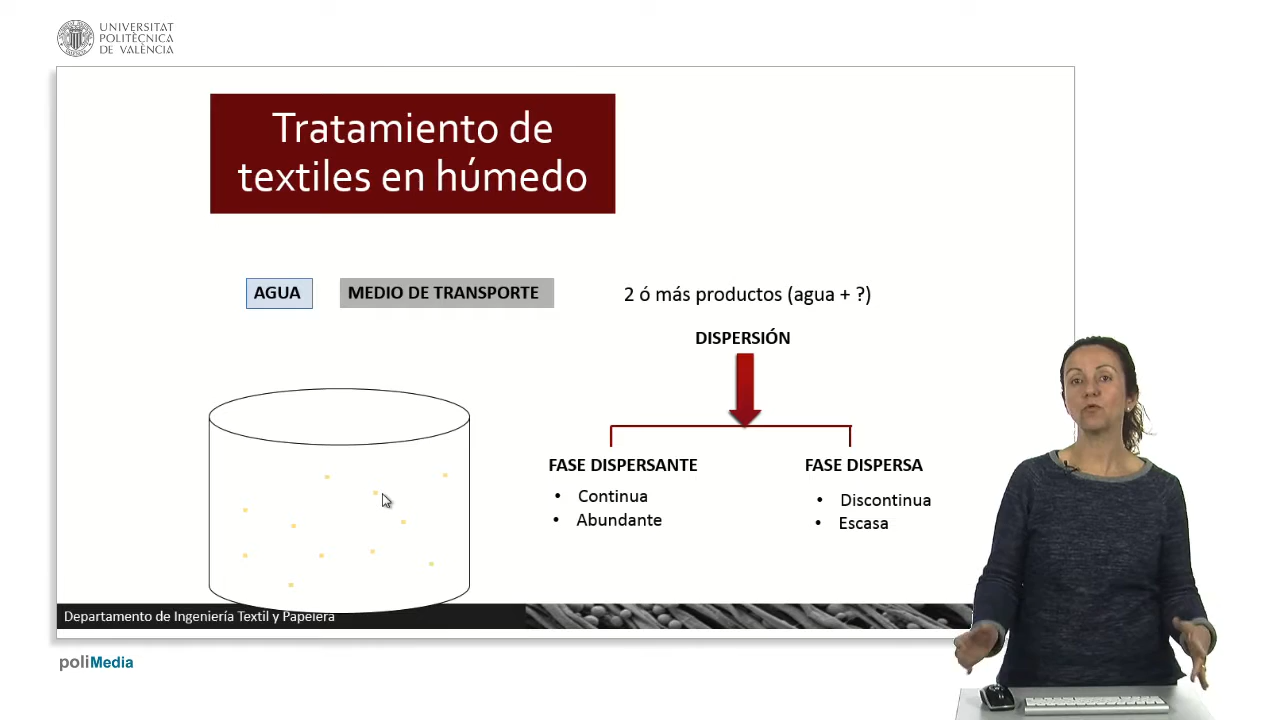 UNIVERSITAT
POLITÈCNICA
DE VALÈNCIA
Tratamiento de
textiles en húmedo
AGUA
MEDIO DE TRANSPORTE
2 ó más productos (agua + ?)
DISPERSIÓN
FASE DISPERSANTE
• Continua
• Abundante
FASE DISPERSA
• Discontinua
• Escasa
Departamento de Ingeniería Textil y Papelera
poliMedia